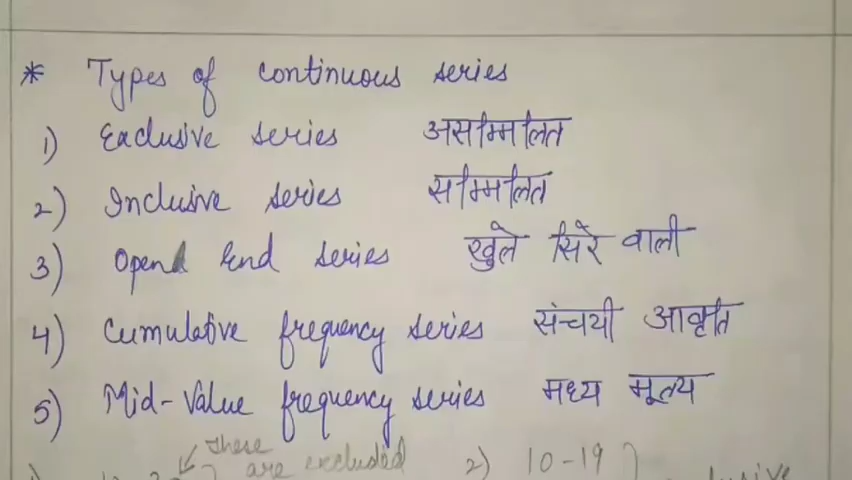 * Types of continuous series
1) Exclusive series असम्मिलित
2) Inclusive series सम्मिलित
3) Open End series खुले सिरे वाली
4) Cumulative frequency series संचयी आवृति
5) Mid-Value frequency series मध्य मूल्य
these
are excluded
2) 10-19